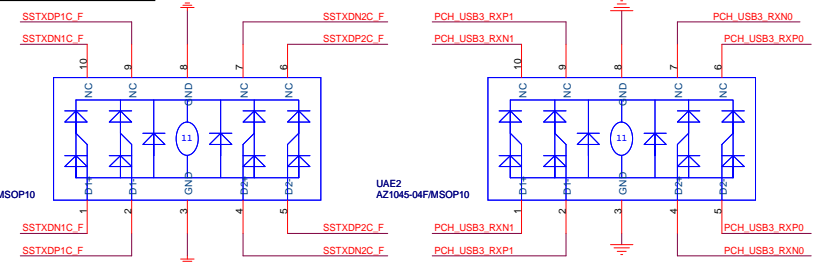 SSTXDP1C_F SSTXDN2C_F PCH_USB3_RXP1 PCH_USB3_RXN0
SSTXDN1C_F SSTXDP2C_F PCH_USB3_RXN1 PCH_USB3_RXP0
10 9 8 7 6 10 9 8 7 6
NC NC GND NC NC NC NC GND NC NC
11 11
D1+ D1- GND D2+ D2- D1+ D1- GND D2+ D2-
UAE2
MSOP10 AZ1045-04F/MSOP10
1 2 3 4 5 1 2 3 4 5
SSTXDN1C_F SSTXDP2C_F PCH_USB3_RXN1 PCH_USB3_RXP0
SSTXDP1C_F SSTXDN2C_F PCH_USB3_RXP1 PCH_USB3_RXN0